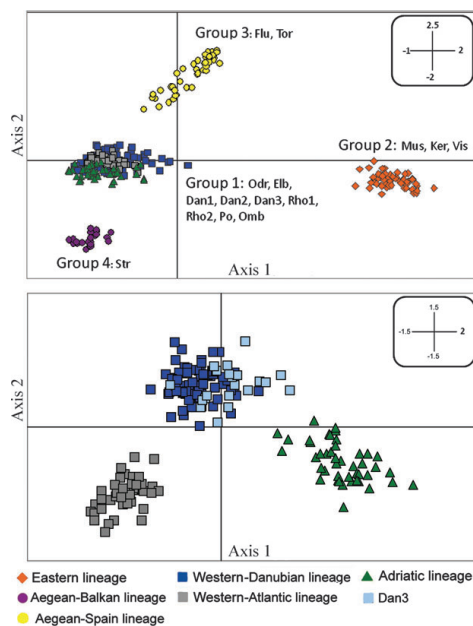 Group 3: Flu, Tor
2.5
-1 2
-2
Axis 2
Group 2: Mus, Ker, Vis
Group 1: Odr, Elb,
Dan1, Dan2, Dan3, Rho1,
Rho2, Po, Omb
Group 4: Str
Axis 1
1.5
-1.5 2
-1.5
Axis 2
Axis 1
Eastern lineage
Western-Danubian lineage
Adriatic lineage
Aegean-Balkan lineage
Western-Atlantic lineage
Dan3
Aegean-Spain lineage